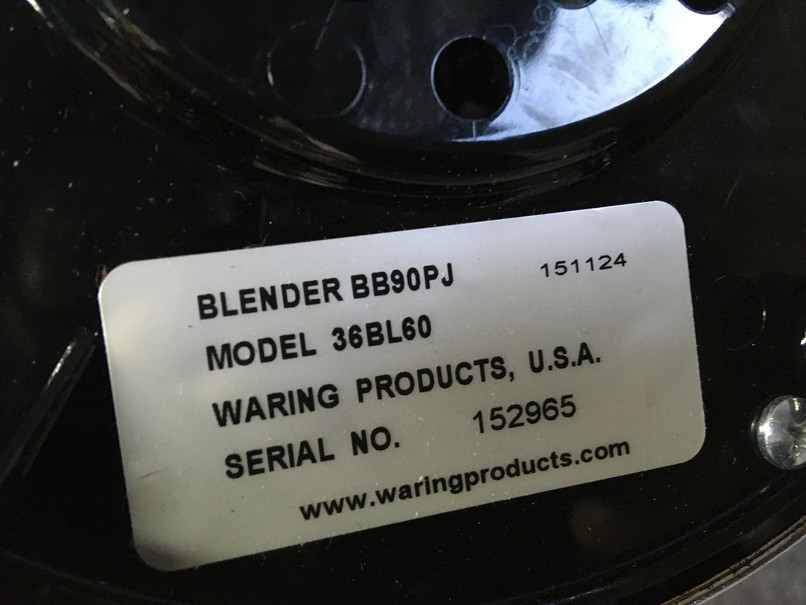 BLENDER BB90PJ 151124
MODEL 36BL60
WARING PRODUCTS, U.S.A.
SERIAL NO. 152965
www.waringproducts.com